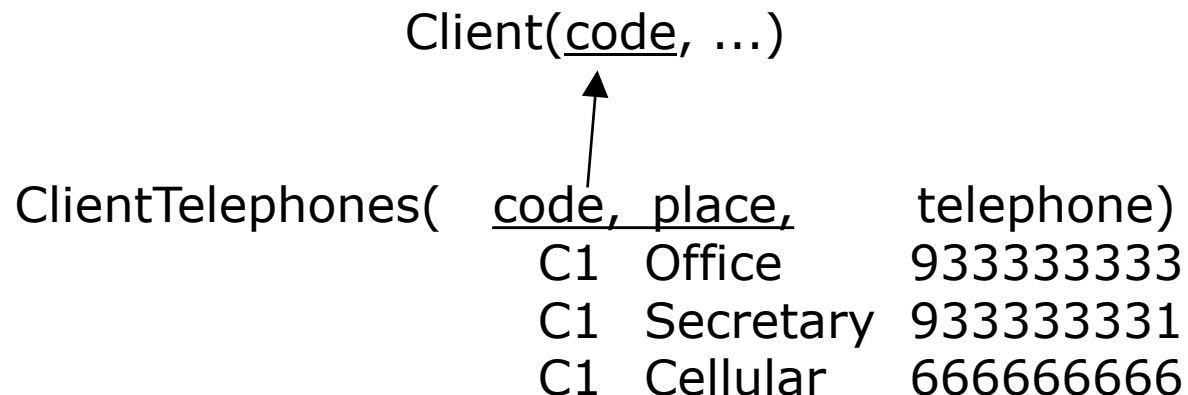 Client(code, ...)
ClientTelephones( code, place, telephone)
C1 Office 933333333
C1 Secretary 933333331
C1 Cellular 666666666